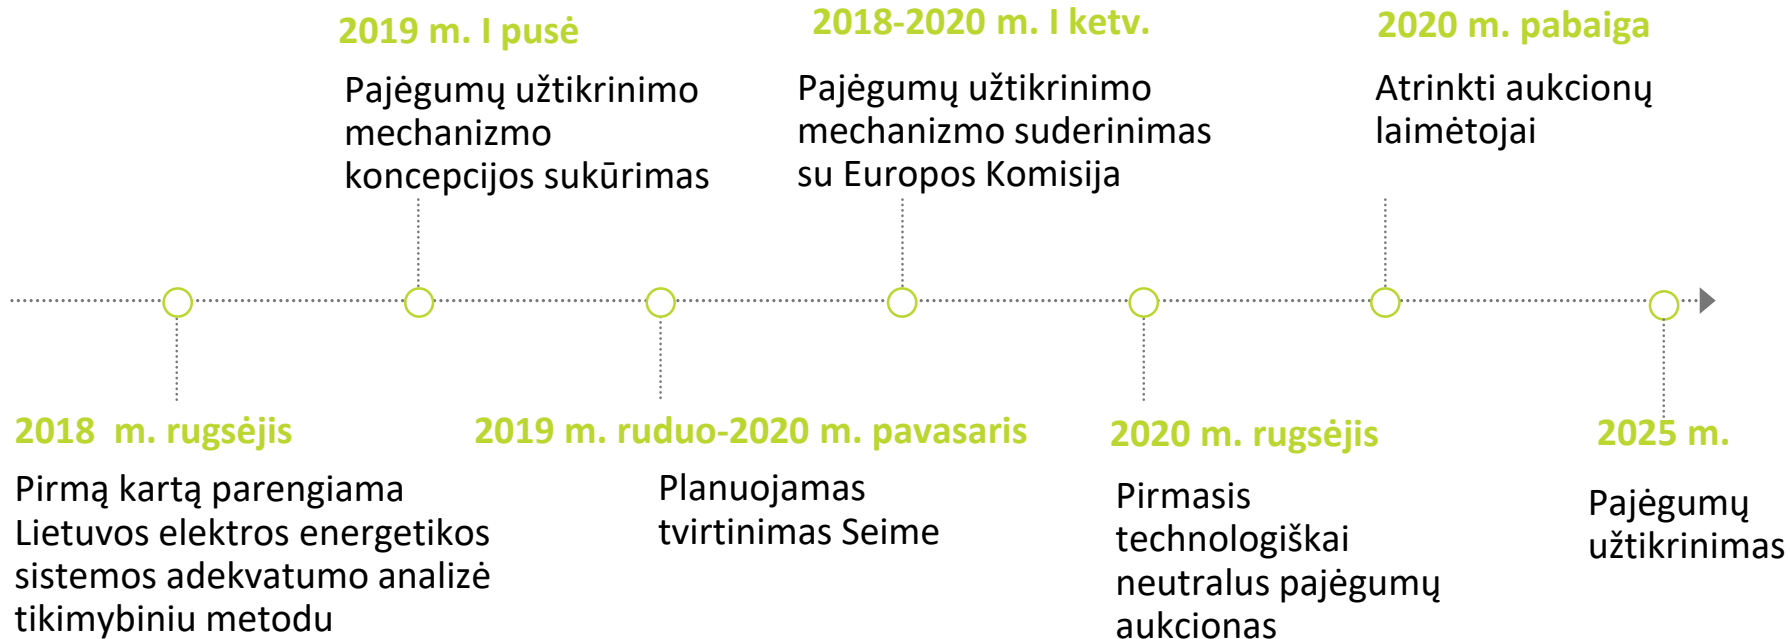 2019 m. I pusė
Pajėgumų užtikrinimo
mechanizmo
koncepcijos sukūrimas
2018-2020 m. I ketv.
Pajėgumų užtikrinimo
mechanizmo suderinimas
su Europos Komisija
2020 m. pabaiga
Atrinkti aukcionų
laimėtojai
2018 m. rugsėjis
Pirmą kartą parengiama
Lietuvos elektros energetikos
sistemos adekvatumo analizė
tikimybiniu metodu
2019 m. ruduo-2020 m. pavasaris
Planuojamas
tvirtinimas Seime
2020 m. rugsėjis
Pirmasis
technologiškai
neutralus pajėgumų
aukcionas
2025 m.
Pajėgumų
užtikrinimas